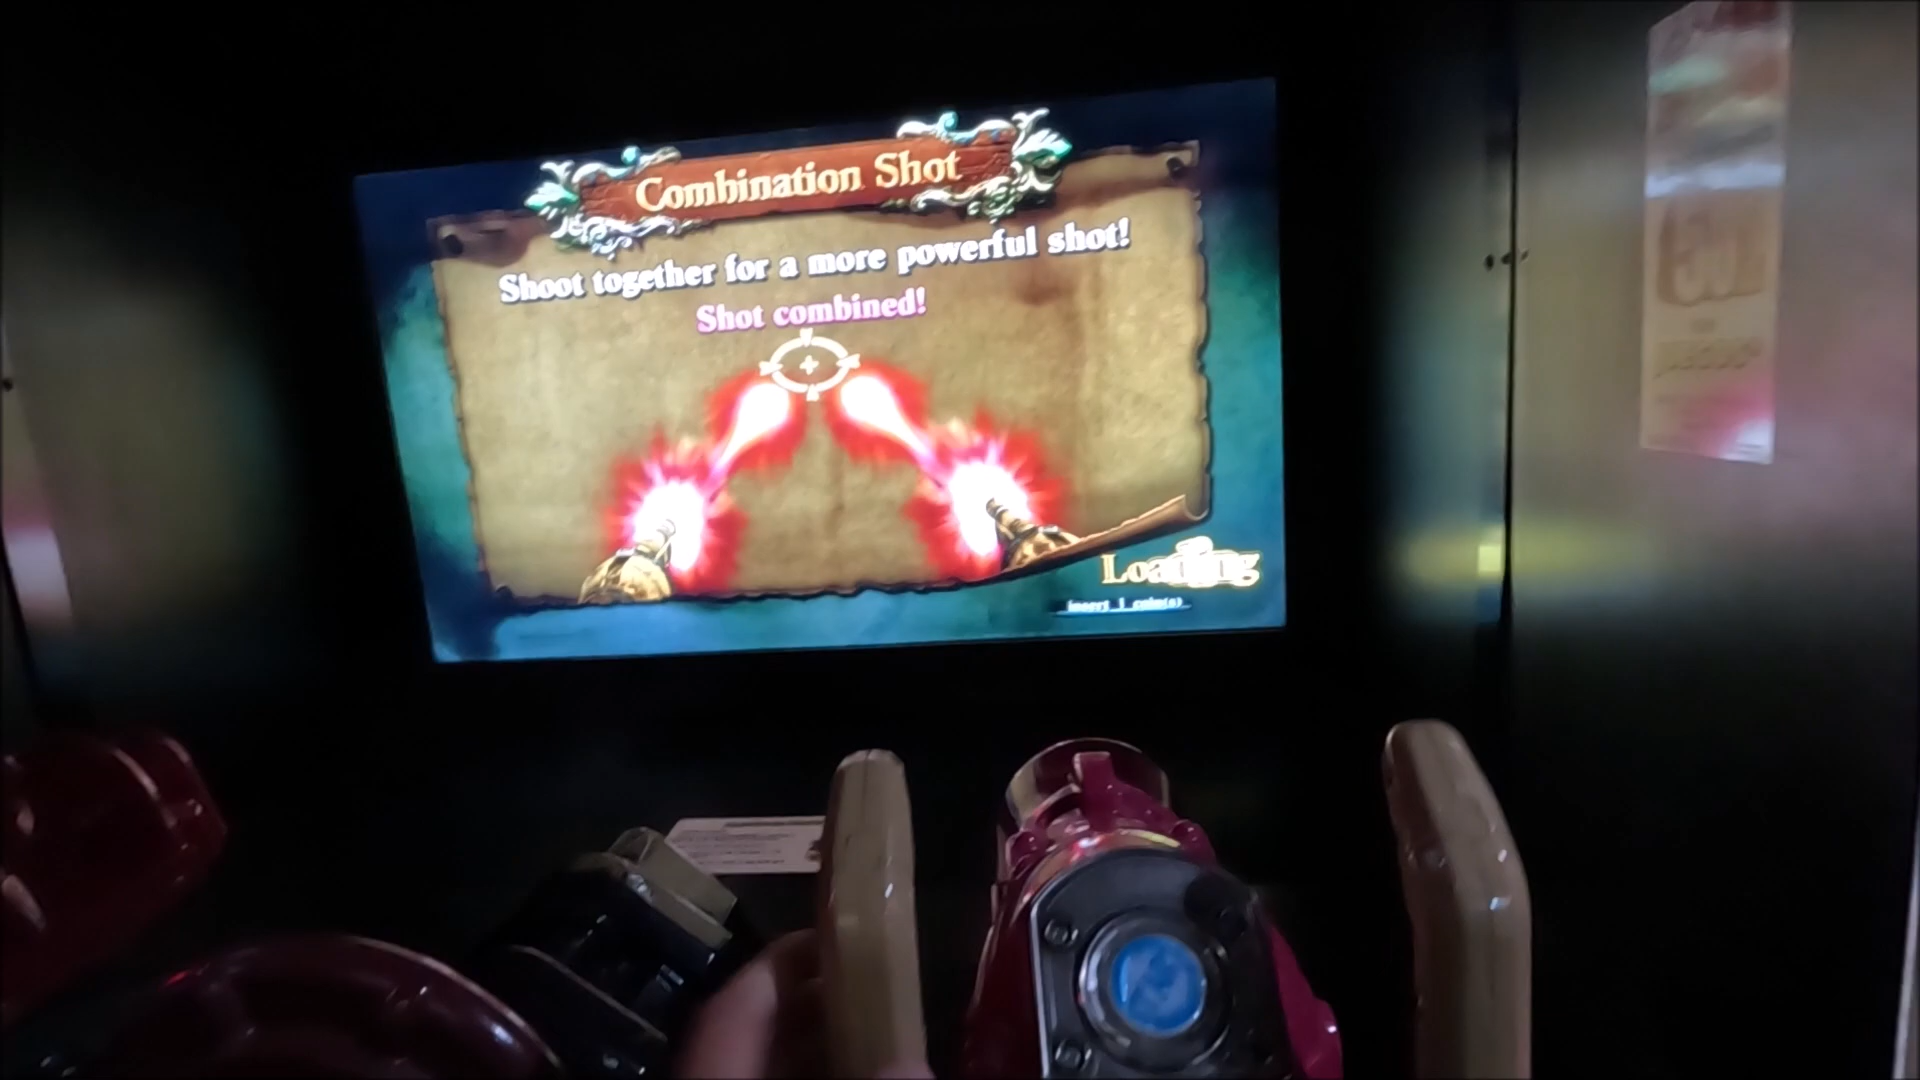 Combination Shot
Shoot together for a more powerful shot!
Shot combined!
Loading
insert 1 coin(s)